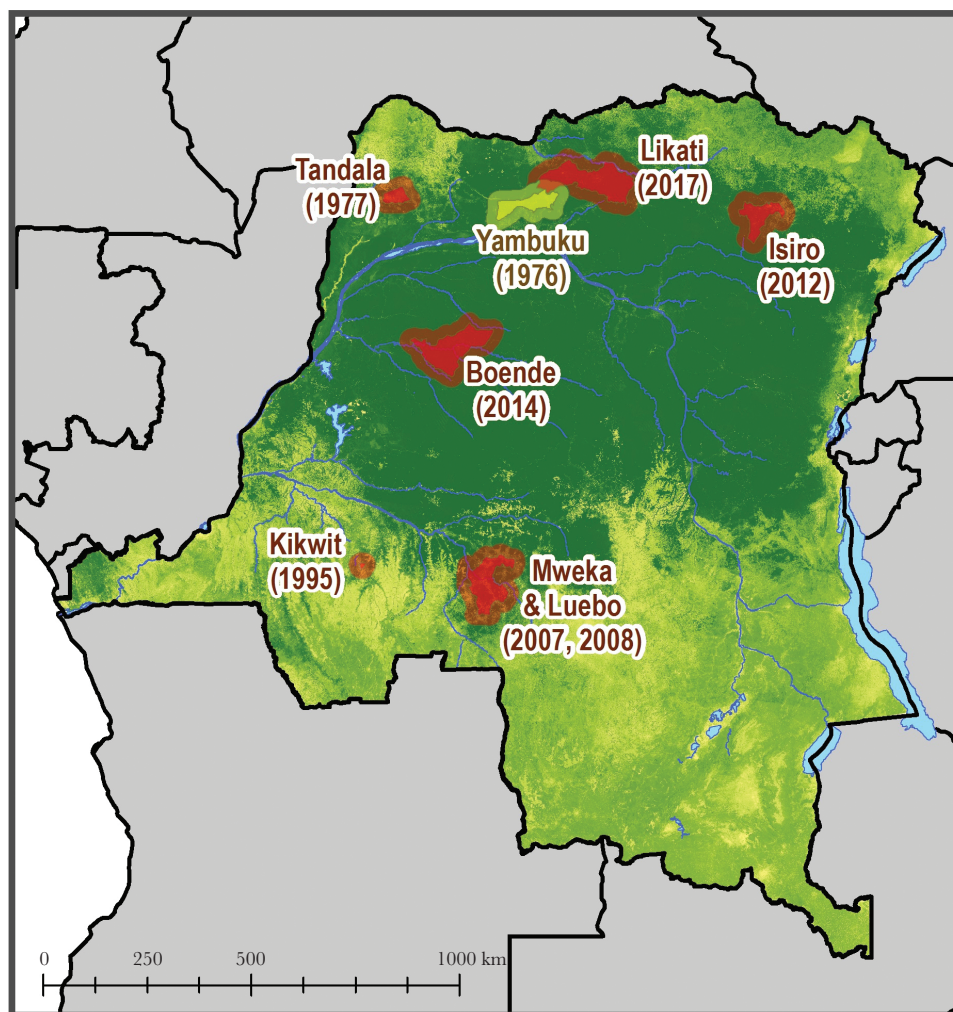 Tandala
(1977)
Likati
(2017)
Yambuku
(1976)
Isiro
(2012)
Boende
(2014)
Kikwit
(1995)
Mweka
& Luebo
(2007, 2008)
0 250 500 1000 km